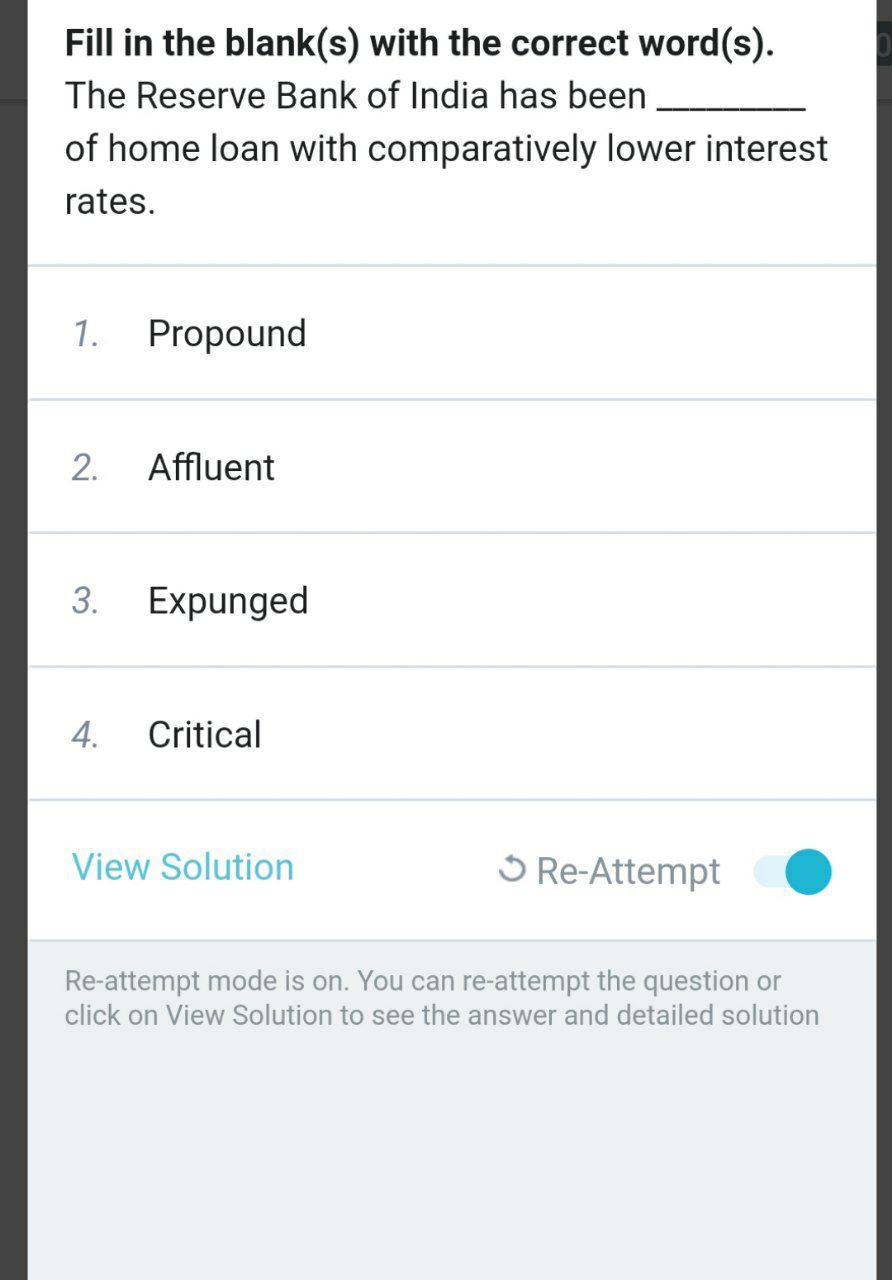 Fill in the blank(s) with the correct word(s).
The Reserve Bank of India has been _________
of home loan with comparatively lower interest
rates.
1. Propound
2. Affluent
3. Expunged
4. Critical
View Solution
Re-Attempt
Re-attempt mode is on. You can re-attempt the question or
click on View Solution to see the answer and detailed solution